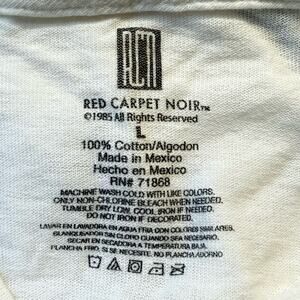 RCN
RED CARPET NOIR™
©1985 All Rights Reserved
L
100% Cotton/Algodon
Made in Mexico
Hecho en Mexico
RN# 71868
MACHINE WASH COLD WITH LIKE COLORS.
ONLY NON-CHLORINE BLEACH WHEN NEEDED.
TUMBLE DRY LOW, COOL IRON IF NEEDED.
DO NOT IRON IF DECORATED.
LAVAR EN LAVADORA EN AGUA FRIA CON COLORES SIMILARES.
BLANQUEADOR SIN CLORO CUANDO SEA NECESARIO.
SECAR EN SECADORA A TEMPERATURA BAJA.
PLANCHA FRIO, SI SE NECESITE. NO PLANCHA ADORNO